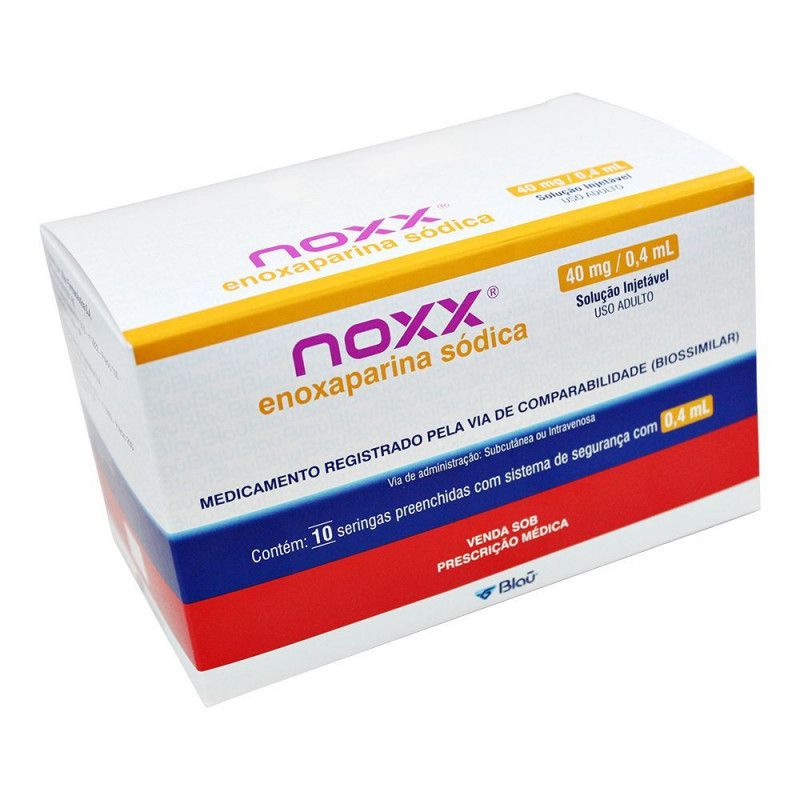 noxx®
enoxaparina sódica
40 mg / 0,4 mL
Solução Injetável
USO ADULTO
noxx®
enoxaparina sódica
40 mg / 0,4 mL
Solução Injetável
USO ADULTO
MEDICAMENTO REGISTRADO PELA VIA DE COMPARABILIDADE (BIOSSIMILAR)
Via de administração: Subcutânea ou Intravenosa
Contém: 10 seringas preenchidas com sistema de segurança com 0,4 mL
VENDA SOB
PRESCRIÇÃO MÉDICA
Blaü